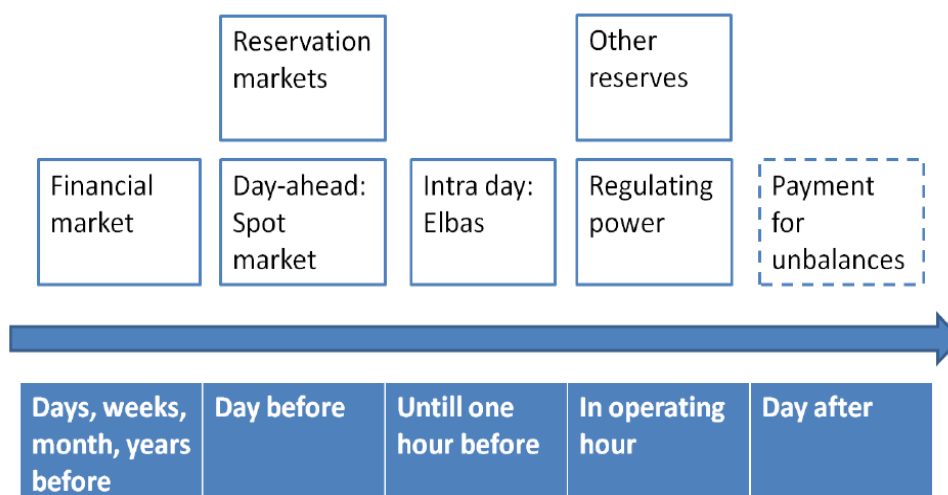 Reservation
markets
Other
reserves
Financial
market
Day-ahead:
Spot
market
Intra day:
Elbas
Regulating
power
Payment
for
unbalances
Days, weeks,
month, years
before
Day before
Untill one
hour before
In operating
hour
Day after